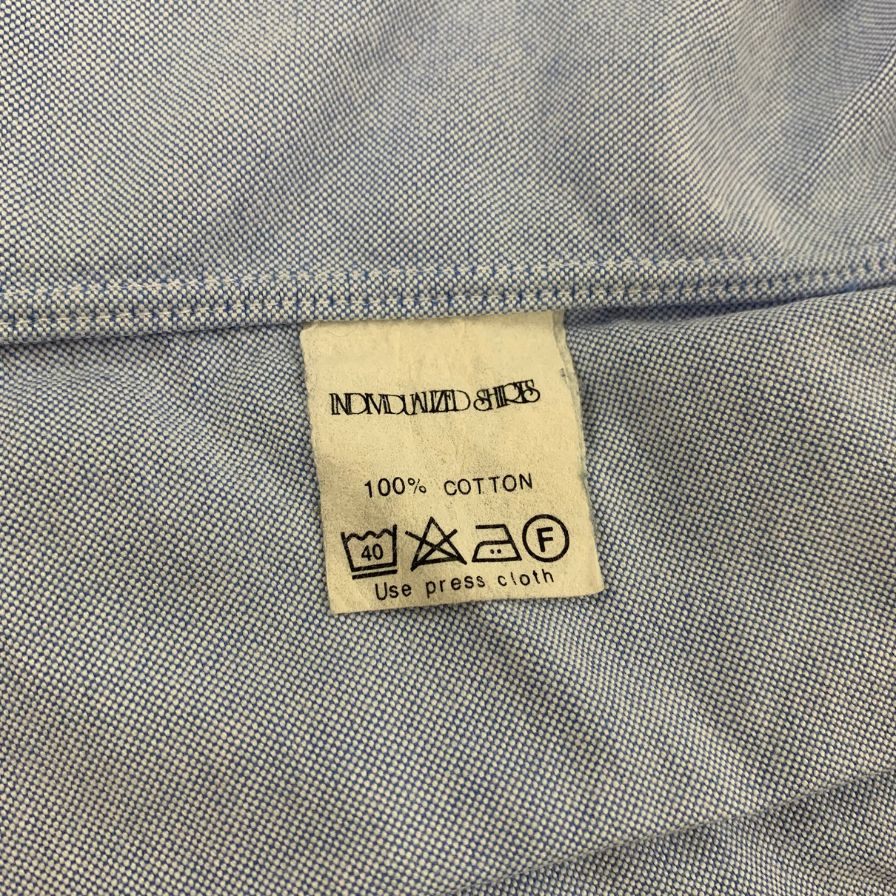 INDIVIDUALIZED SHIRTS
100% COTTON
40 F
Use press cloth